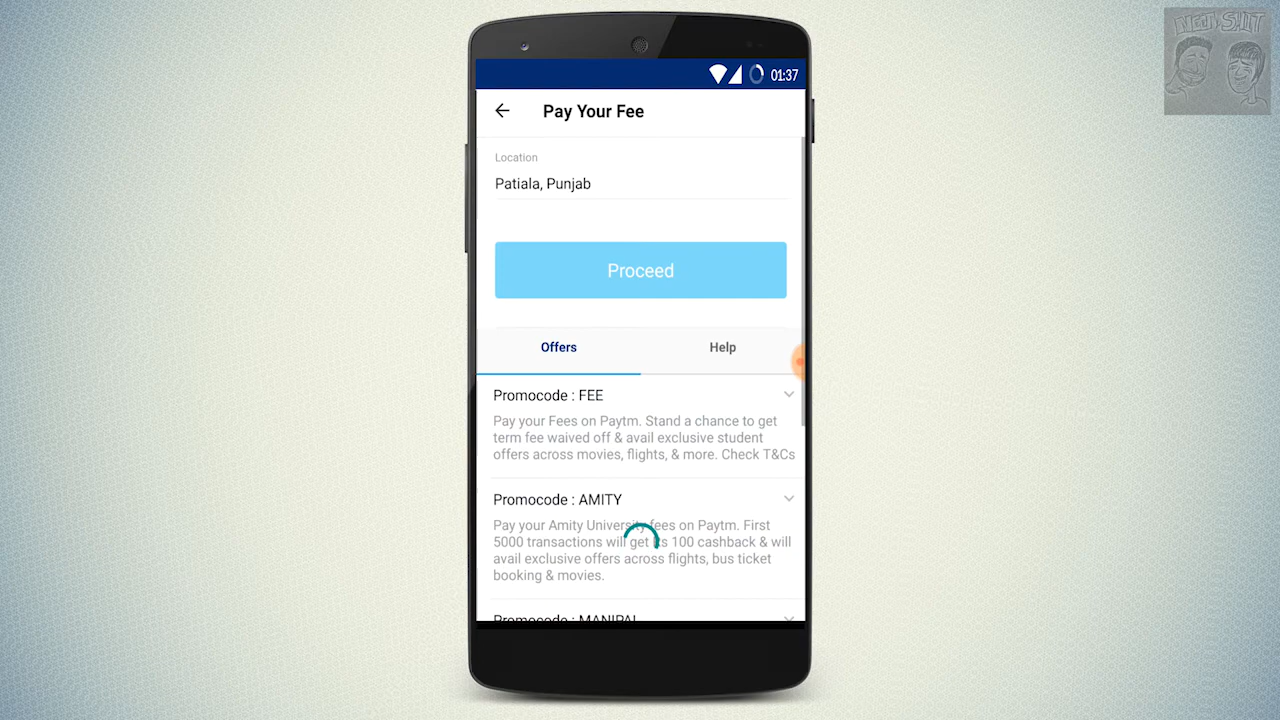 01:37
Pay Your Fee
Location
Patiala, Punjab
Proceed
Offers Help
Promocode : FEE
Pay your Fees on Paytm. Stand a chance to get
term fee waived off & avail exclusive student
offers across movies, flights, & more. Check T&Cs
Promocode : AMITY
Pay your Amity University fees on Paytm. First
5000 transactions will get Rs 100 cashback & will
avail exclusive offers across flights, bus ticket
booking & movies.
Promocode : MANIPAL